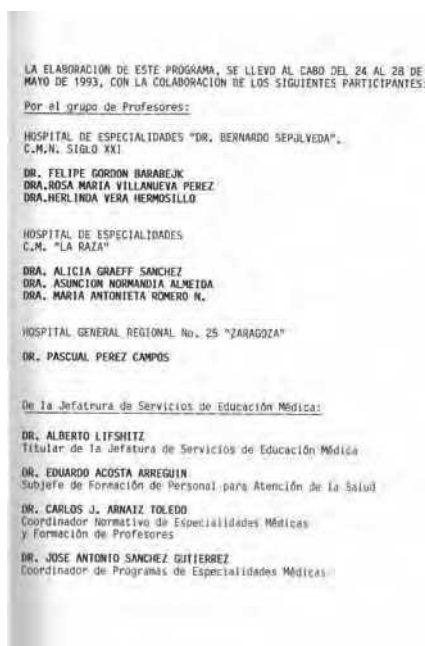 LA ELABORACION DE ESTE PROGRAMA, SE LLEVO AL CABO DEL 24 AL 28 DE
MAYO DE 1993, CON LA COLABORACION DE LOS SIGUIENTES PARTICIPANTES:
Por el grupo de Profesores:
HOSPITAL DE ESPECIALIDADES "DR. BERNARDO SEPULVEDA".
C.M.N. SIGLO XXI
DR. FELIPE GORDON BARABEJK
DRA.ROSA MARIA VILLANUEVA PEREZ
DRA.HERLINDA VERA HERMOSILLO
HOSPITAL DE ESPECIALIDADES
C.M. "LA RAZA"
DRA. ALICIA GRAEFF SANCHEZ
DRA. ASUNCION NORMANDIA ALMEIDA
DRA. MARIA ANTONIETA ROMERO N.
HOSPITAL GENERAL REGIONAL No. 25 "ZARAGOZA"
DR. PASCUAL PEREZ CAMPOS
De la Jefatrura de Servicios de Educación Médica:
DR. ALBERTO LIFSHITZ
Titular de la Jefatura de Servicios de Educación Médica
DR. EDUARDO ACOSTA ARREGUIN
Subjefe de Formación de Personal para Atención de la Salud
DR. CARLOS J. ARNAIZ TOLEDO
Coordinador Normativo de Especialidades Médicas
y Formación de Profesores
DR. JOSE ANTONIO SANCHEZ GUTIERREZ
Coordinador de Programas de Especialidades Médicas